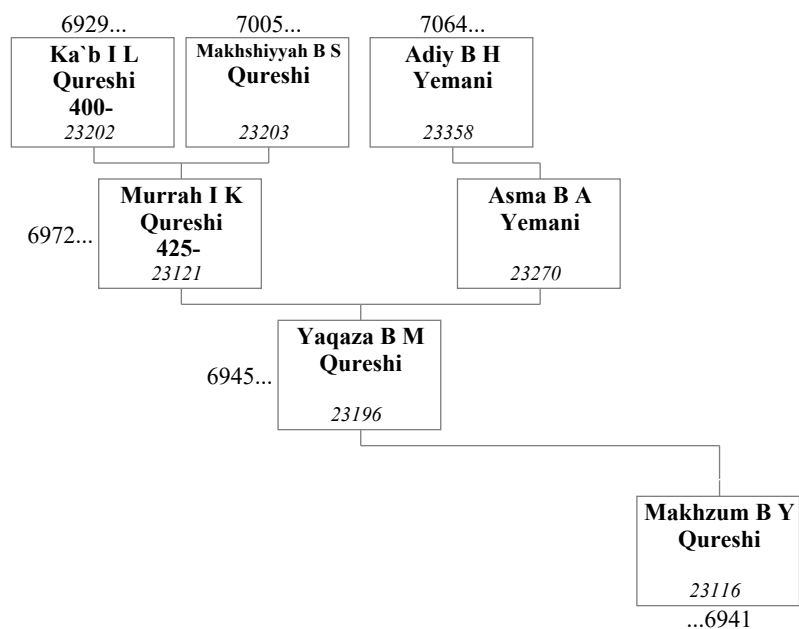 6929...
7005...
7064...
Ka`b I L
Qureshi
400-
23202
Makhshiyyah B S
Qureshi
23203
Adiy B H
Yemani
23358
6972...
Murrah I K
Qureshi
425-
23121
Asma B A
Yemani
23270
6945...
Yaqaza B M
Qureshi
23196
Makhzum B Y
Qureshi
23116
...6941